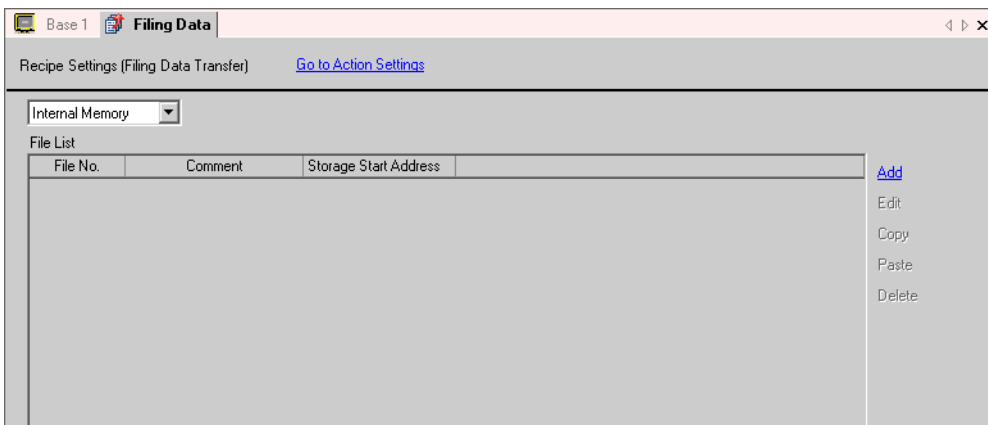 Base 1 Filing Data
Recipe Settings (Filing Data Transfer) Go to Action Settings
Internal Memory
File List
File No. Comment Storage Start Address
Add
Edit
Copy
Paste
Delete